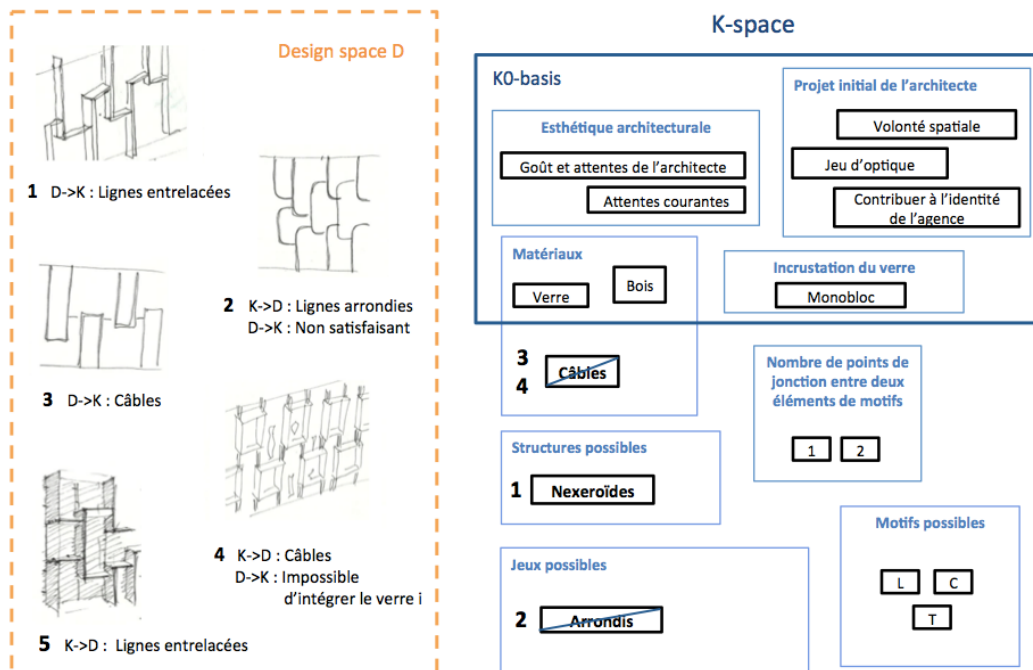 Design space D
1 D->K : Lignes entrelacées
2 K->D : Lignes arrondies
D->K : Non satisfaisant
3 D->K : Câbles
4 K->D : Câbles
D->K : Impossible
d’intégrer le verre i
5 K->D : Lignes entrelacées
K-space
K0-basis
Esthétique architecturale
Goût et attentes de l’architecte
Attentes courantes
Projet initial de l’architecte
Volonté spatiale
Jeu d’optique
Contribuer à l’identité
de l’agence
Matériaux
Verre
Bois
Incrustation du verre
Monobloc
3
4
Câbles
Nombre de points de
jonction entre deux
éléments de motifs
1 2
Structures possibles
1 Nexeroïdes
Motifs possibles
L C
T
Jeux possibles
2 Arrondis